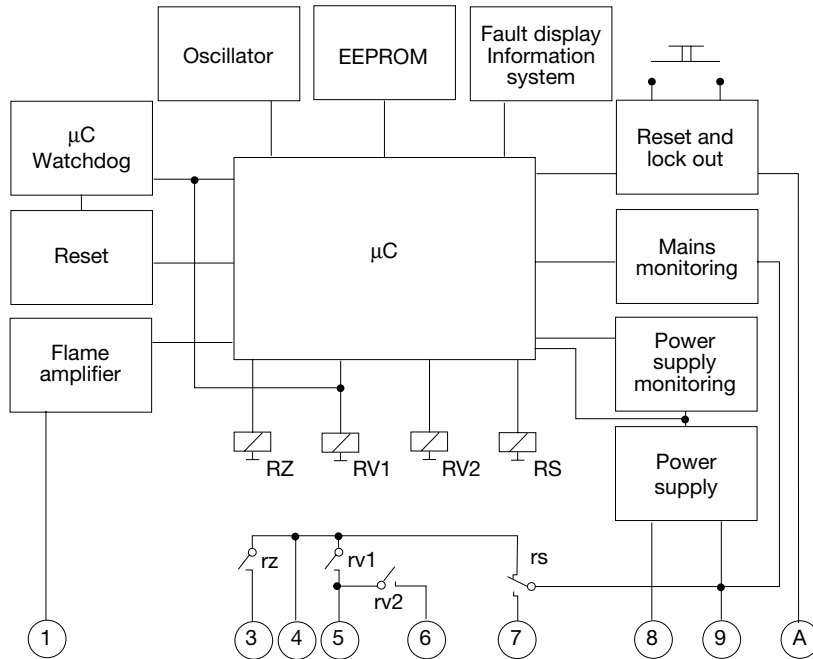 Oscillator
EEPROM
Fault display
Information
system
μC
Watchdog
Reset and
lock out
Reset
μC
Mains
monitoring
Flame
amplifier
Power
supply
monitoring
RZ
RV1
RV2
RS
Power
supply
rz
rv1
rv2
rs
1
3
4
5
6
7
8
9
A